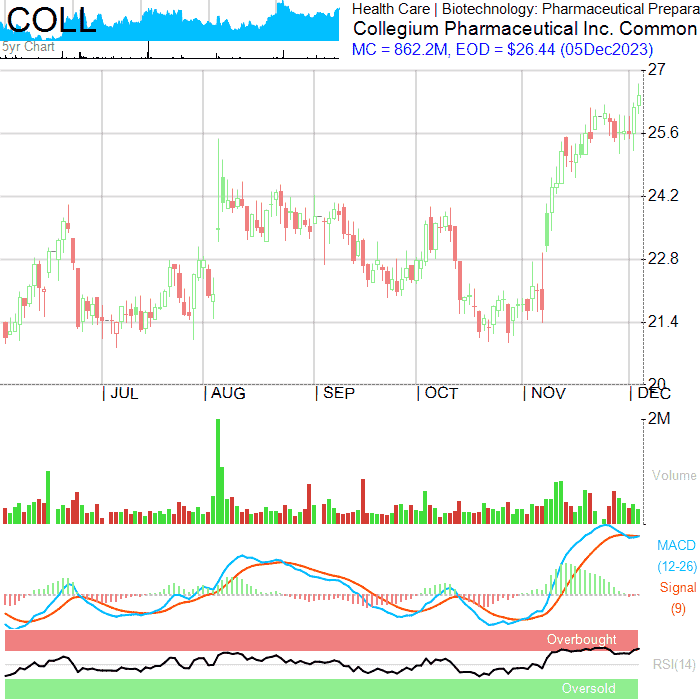 COLL
5yr Chart
Health Care | Biotechnology: Pharmaceutical Prepara
Collegium Pharmaceutical Inc. Common
MC = 862.2M, EOD = $26.44 (05Dec2023)
27
25.6
24.2
22.8
21.4
20
| JUL | AUG | SEP | OCT | NOV | DEC
2M
Volume
MACD
(12-26)
Signal
(9)
Overbought
RSI(14)
Oversold